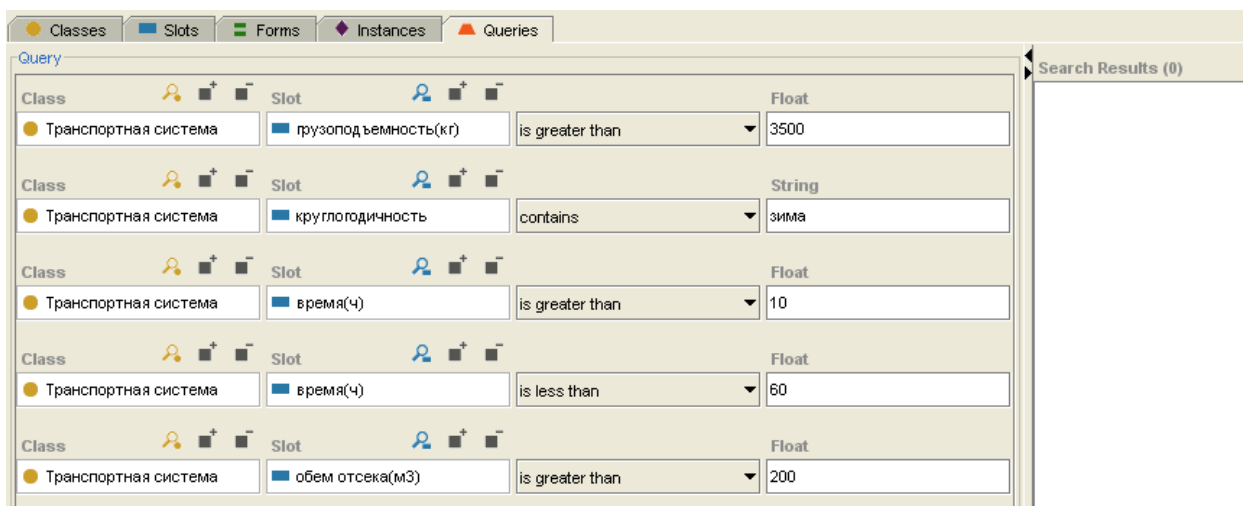 Classes Slots Forms Instances Queries
Query
Search Results (0)
Class Slot Float
Транспортная система грузоподъемность(кг) is greater than 3500
Class Slot String
Транспортная система круглогодичность contains зима
Class Slot Float
Транспортная система время(ч) is greater than 10
Class Slot Float
Транспортная система время(ч) is less than 60
Class Slot Float
Транспортная система обем отсека(м3) is greater than 200